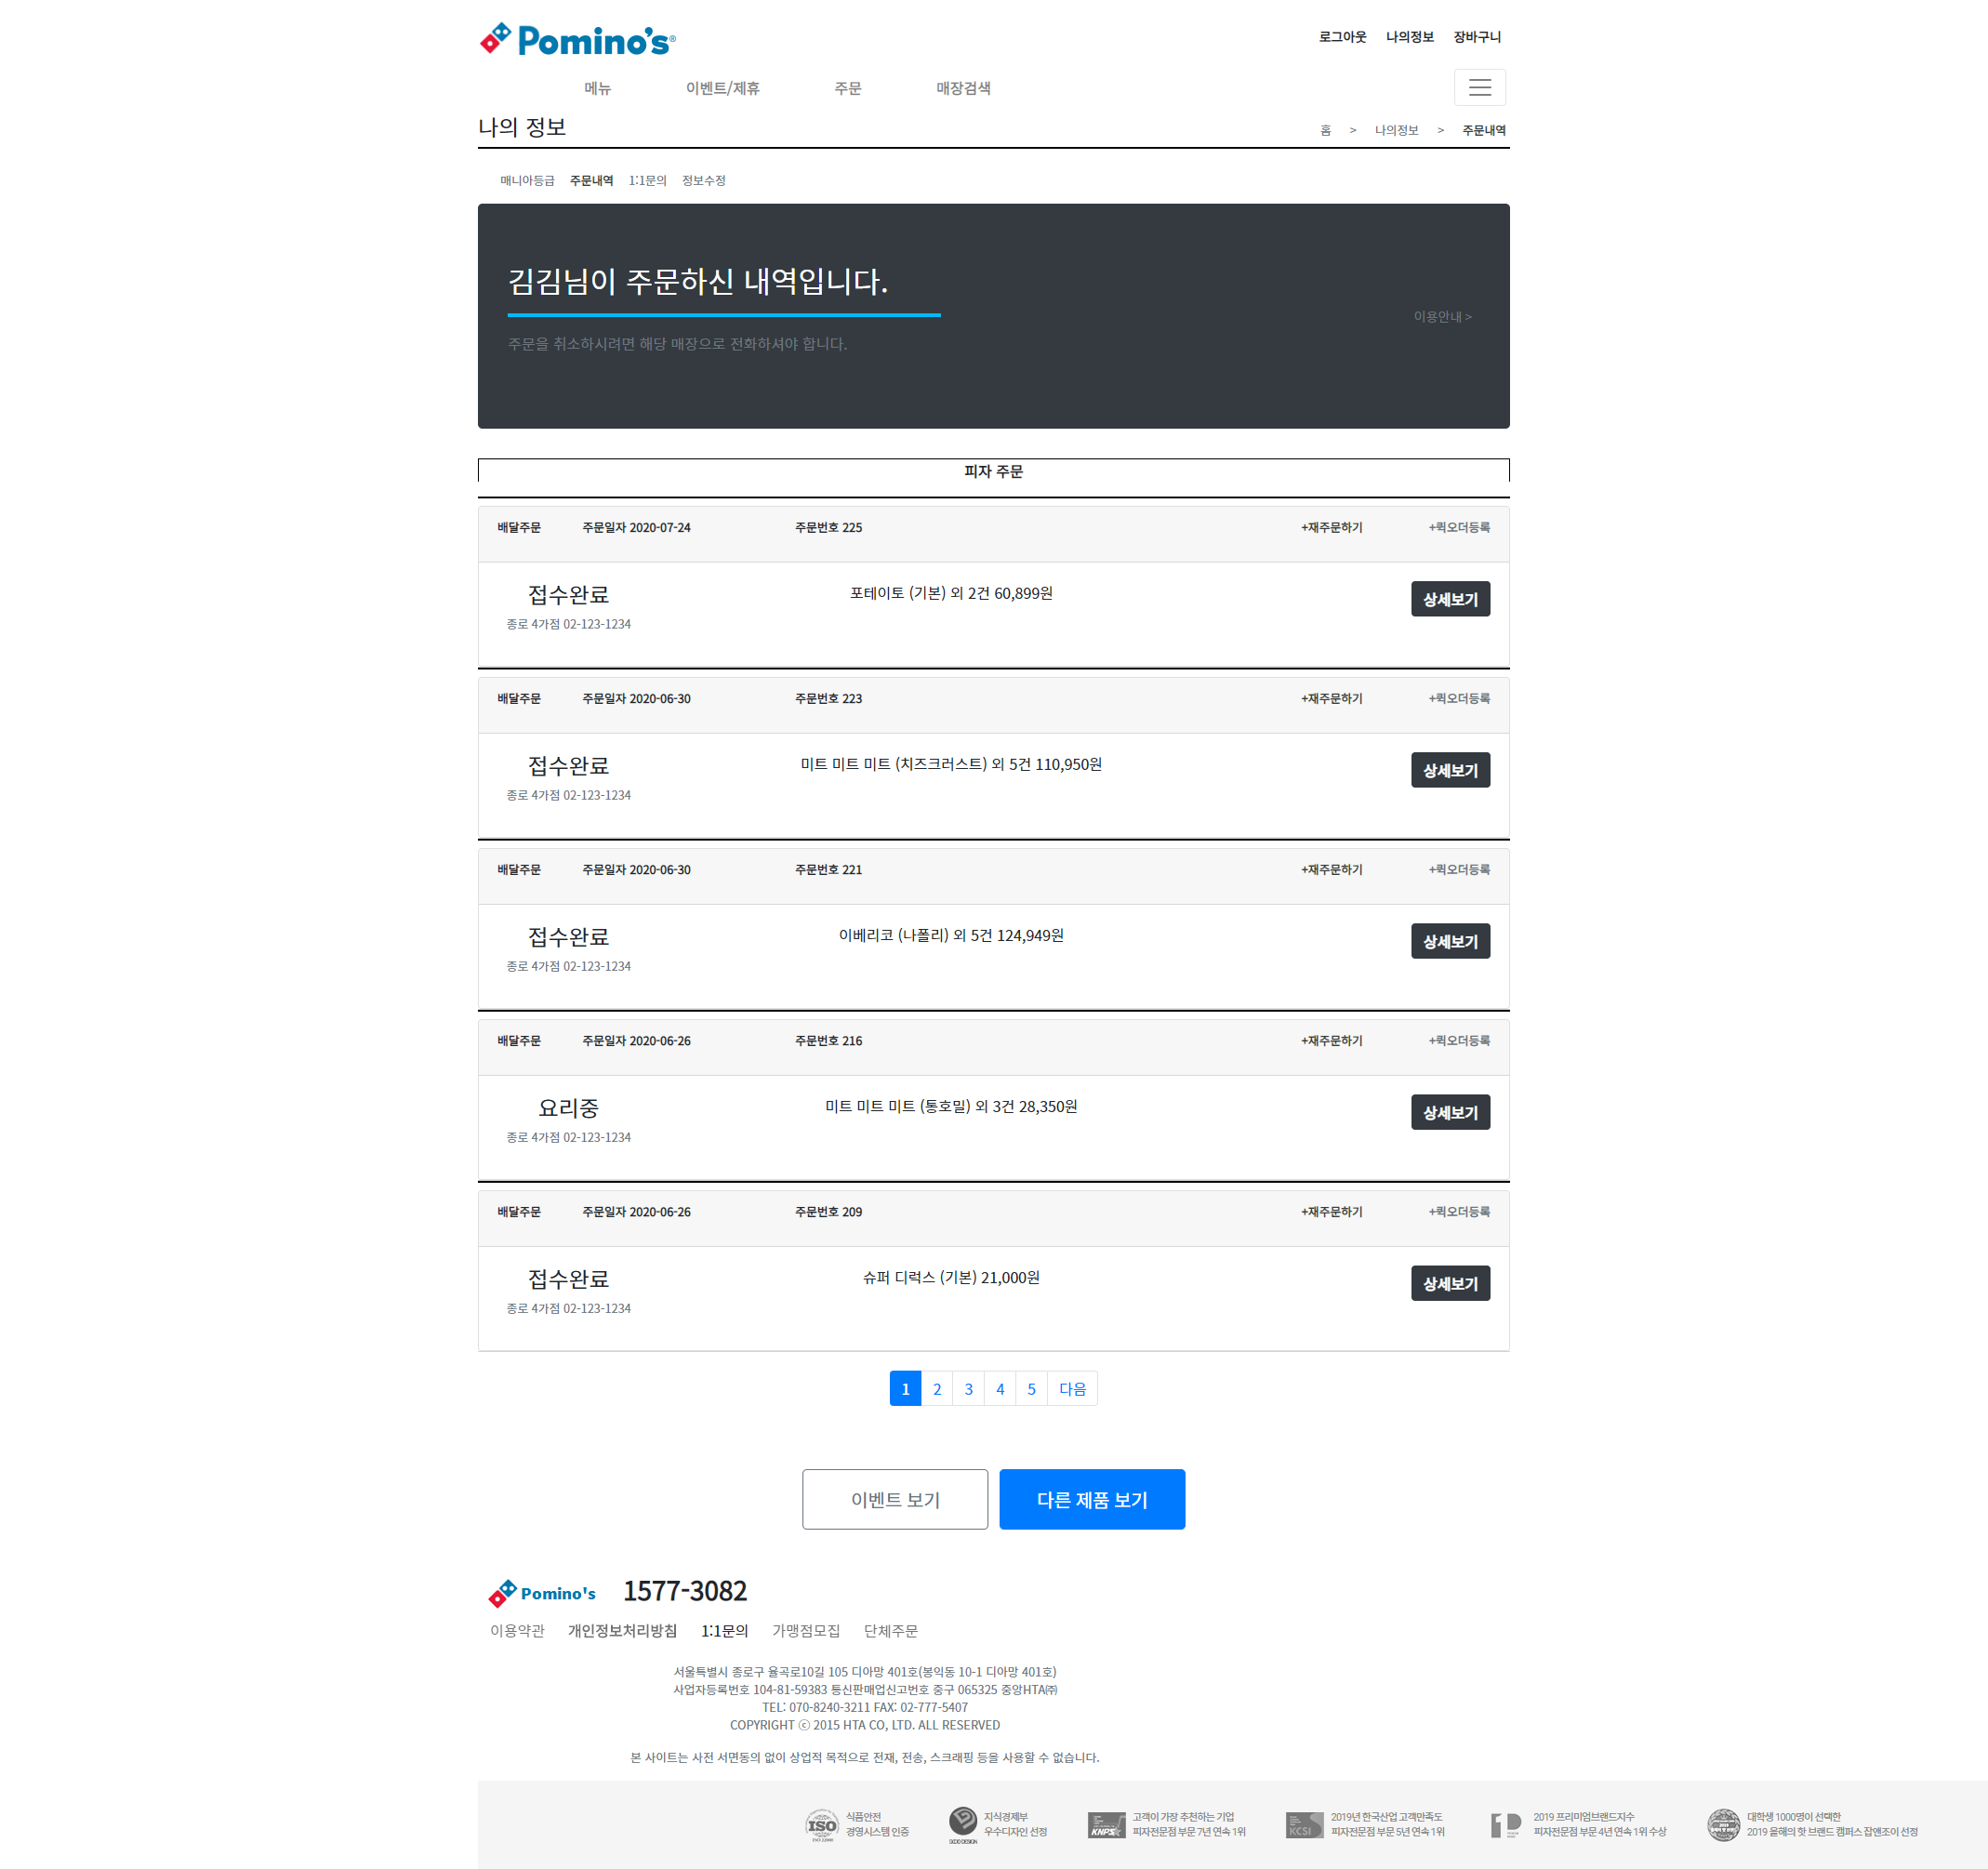 Pomino's®
로그아웃 나의정보 장바구니
메뉴 이벤트/제휴 주문 매장검색
나의 정보
홈 > 나의정보 > 주문내역
매니아등급 주문내역 1:1문의 정보수정
김김님이 주문하신 내역입니다.
이용안내 >
주문을 취소하시려면 해당 매장으로 전화하셔야 합니다.
피자 주문
배달주문 주문일자 2020-07-24 주문번호 225 +재주문하기 +퀵오더등록
접수완료 포테이토 (기본) 외 2건 60,899원 상세보기
종로 4가점 02-123-1234
배달주문 주문일자 2020-06-30 주문번호 223 +재주문하기 +퀵오더등록
접수완료 미트 미트 미트 (치즈크러스트) 외 5건 110,950원 상세보기
종로 4가점 02-123-1234
배달주문 주문일자 2020-06-30 주문번호 221 +재주문하기 +퀵오더등록
접수완료 이베리코 (나폴리) 외 5건 124,949원 상세보기
종로 4가점 02-123-1234
배달주문 주문일자 2020-06-26 주문번호 216 +재주문하기 +퀵오더등록
요리중 미트 미트 미트 (통호밀) 외 3건 28,350원 상세보기
종로 4가점 02-123-1234
배달주문 주문일자 2020-06-26 주문번호 209 +재주문하기 +퀵오더등록
접수완료 슈퍼 디럭스 (기본) 21,000원 상세보기
종로 4가점 02-123-1234
1 2 3 4 5 다음
이벤트 보기 다른 제품 보기
Pomino's 1577-3082
이용약관 개인정보처리방침 1:1문의 가맹점모집 단체주문
서울특별시 종로구 율곡로10길 105 디아망 401호(봉익동 10-1 디아망 401호)
사업자등록번호 104-81-59383 통신판매업신고번호 중구 065325 중앙HTA㈜
TEL: 070-8240-3211 FAX: 02-777-5407
COPYRIGHT ⓒ 2015 HTA CO, LTD. ALL RESERVED
본 사이트는 사전 서면동의 없이 상업적 목적으로 전재, 전송, 스크래핑 등을 사용할 수 없습니다.
ISO 식품안전 지식경제부 고객이 가장 추천하는 기업 2019년 한국산업 고객만족도 2019 프리미엄브랜드지수 대학생 1000명이 선택한
경영시스템 인증 우수디자인 선정 KNPS 피자전문점 부문 7년 연속 1위 KCSI 피자전문점 부문 5년 연속 1위 피자전문점 부문 4년 연속 1위 수상 2019 올해의 핫 브랜드 캠퍼스 잡앤조이 선정